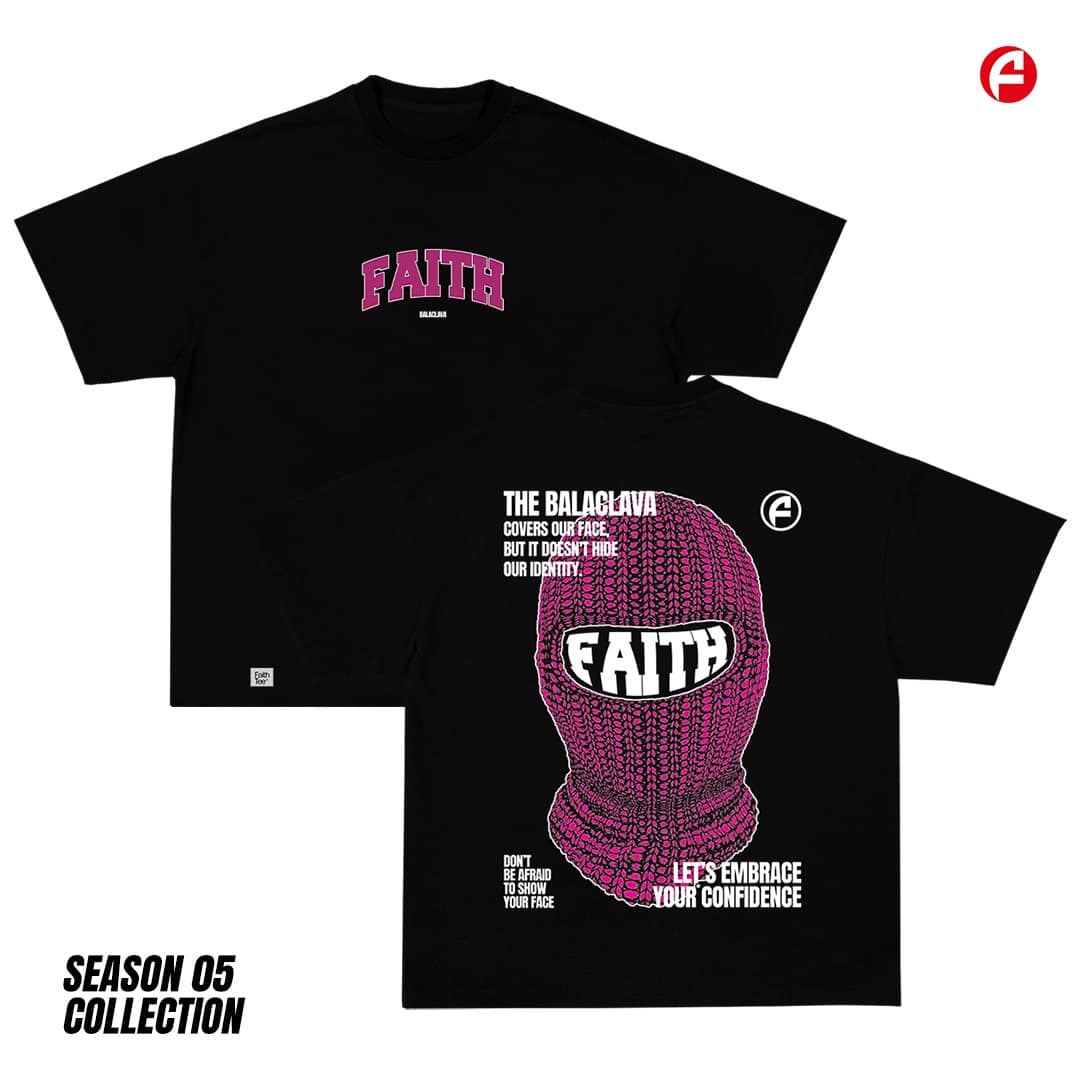 FAITH
BALACLAVA
Faith
Tee
THE BALACLAVA
COVERS OUR FACE,
BUT IT DOESN'T HIDE
OUR IDENTITY.
FAITH
DON'T
BE AFRAID
TO SHOW
YOUR FACE
LET'S EMBRACE
YOUR CONFIDENCE
SEASON 05
COLLECTION